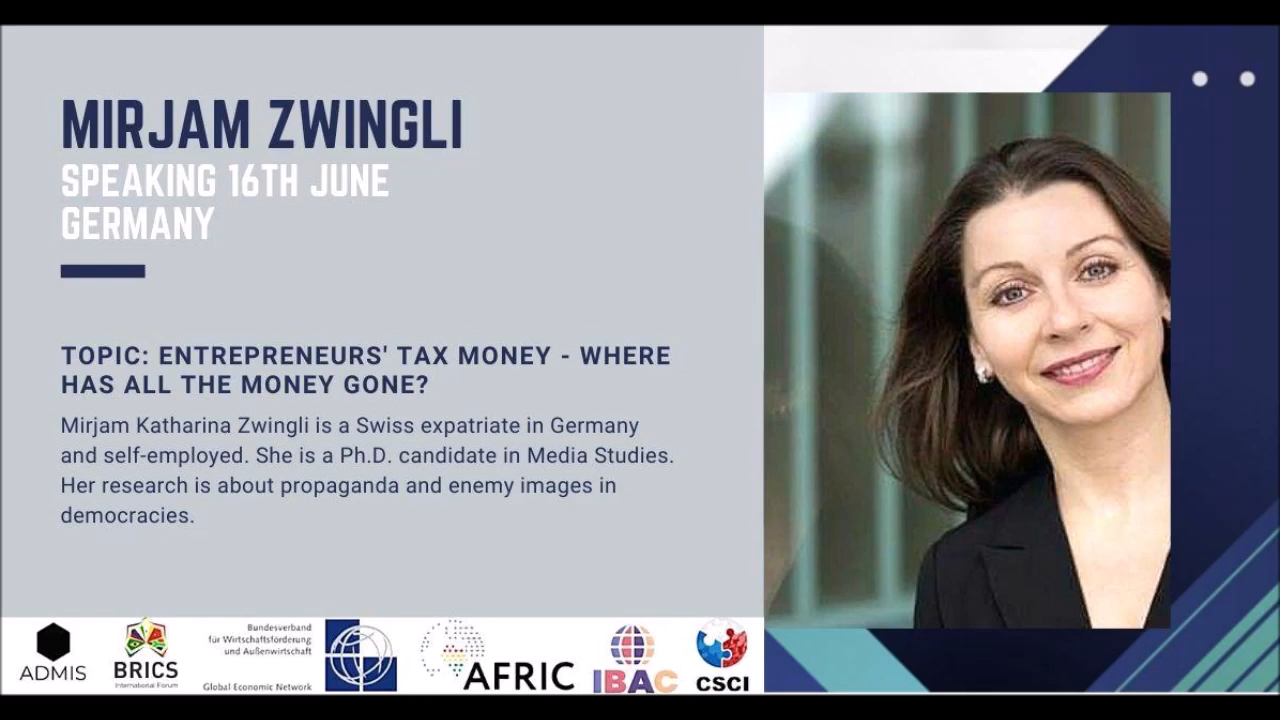 MIRJAM ZWINGLI
SPEAKING 16TH JUNE
GERMANY
TOPIC: ENTREPRENEURS' TAX MONEY - WHERE
HAS ALL THE MONEY GONE?
Mirjam Katharina Zwingli is a Swiss expatriate in Germany
and self-employed. She is a Ph.D. candidate in Media Studies.
Her research is about propaganda and enemy images in
democracies.
ADMIS
BRICS
International Forum
Bundesverband
für Wirtschaftsförderung
und Außenwirtschaft
Global Economic Network
AFRIC
IBAC
CSCI